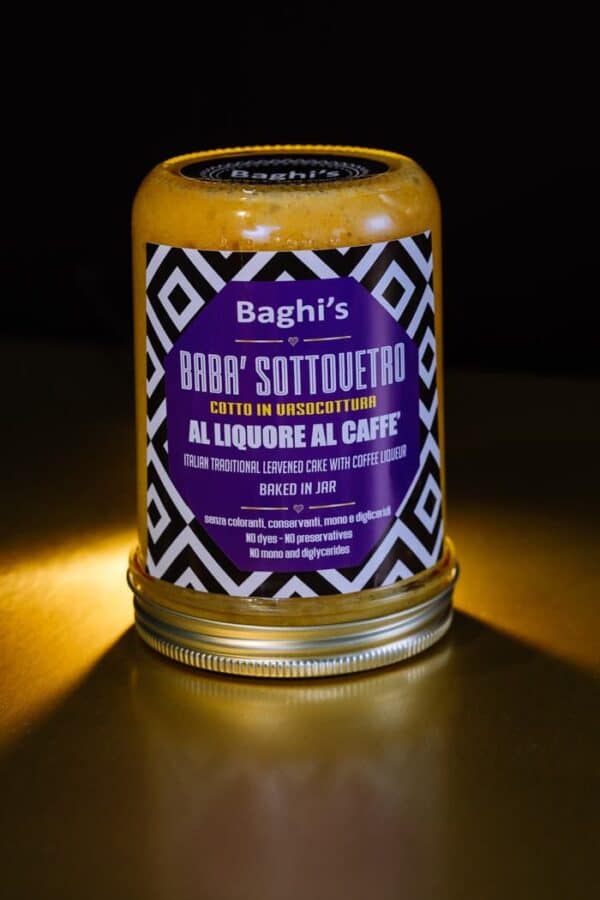 Baghi's
Baghi's
BABA' SOTTOVETRO
COTTO IN VASOCOTTURA
AL LIQUORE AL CAFFE'
ITALIAN TRADITIONAL LEAVENED CAKE WITH COFFEE LIQUEUR
BAKED IN JAR
senza coloranti, conservanti, mono e digliceridi
NO dyes - NO preservatives
NO mono and diglycerides